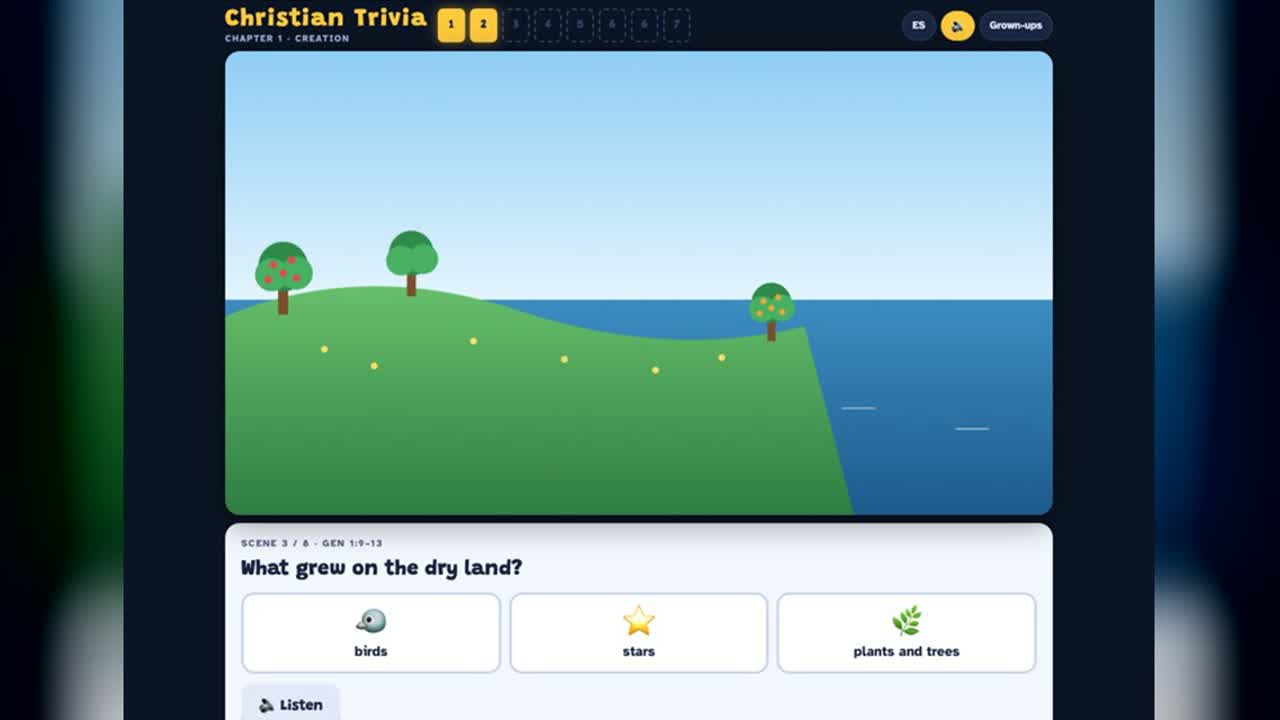 Christian Trivia
CHAPTER 1 · CREATION
1 2 3 4 5 6 6 7
ES
Grown-ups
SCENE 3 / 8 · GEN 1:9-13
What grew on the dry land?
birds
stars
plants and trees
Listen